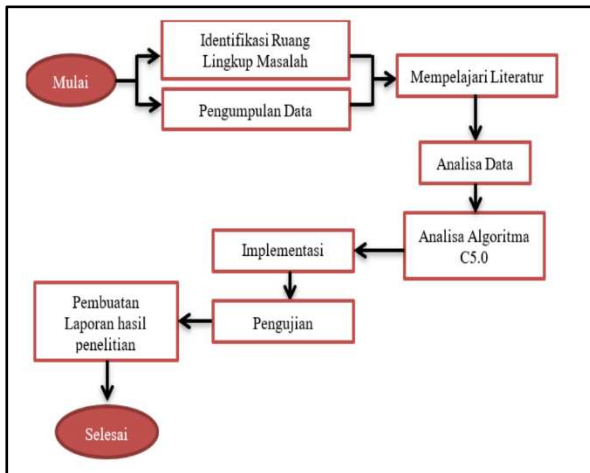 Mulai
Identifikasi Ruang
Lingkup Masalah
Pengumpulan Data
Mempelajari Literatur
Analisa Data
Analisa Algoritma
C5.0
Implementasi
Pengujian
Pembuatan
Laporan hasil
penelitian
Selesai